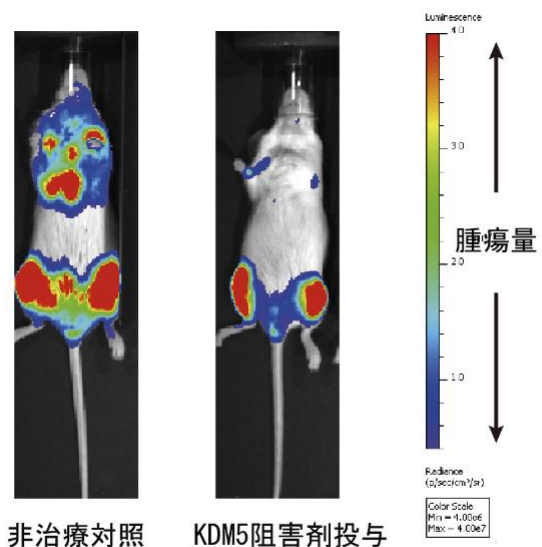 Luminescence
4.0
3.0
2.0
1.0
腫瘍量
Radiance
(p/sec/cm²/sr)
Color Scale
Min = 4.00e6
Max = 4.00e7
非治療対照
KDM5阻害剤投与